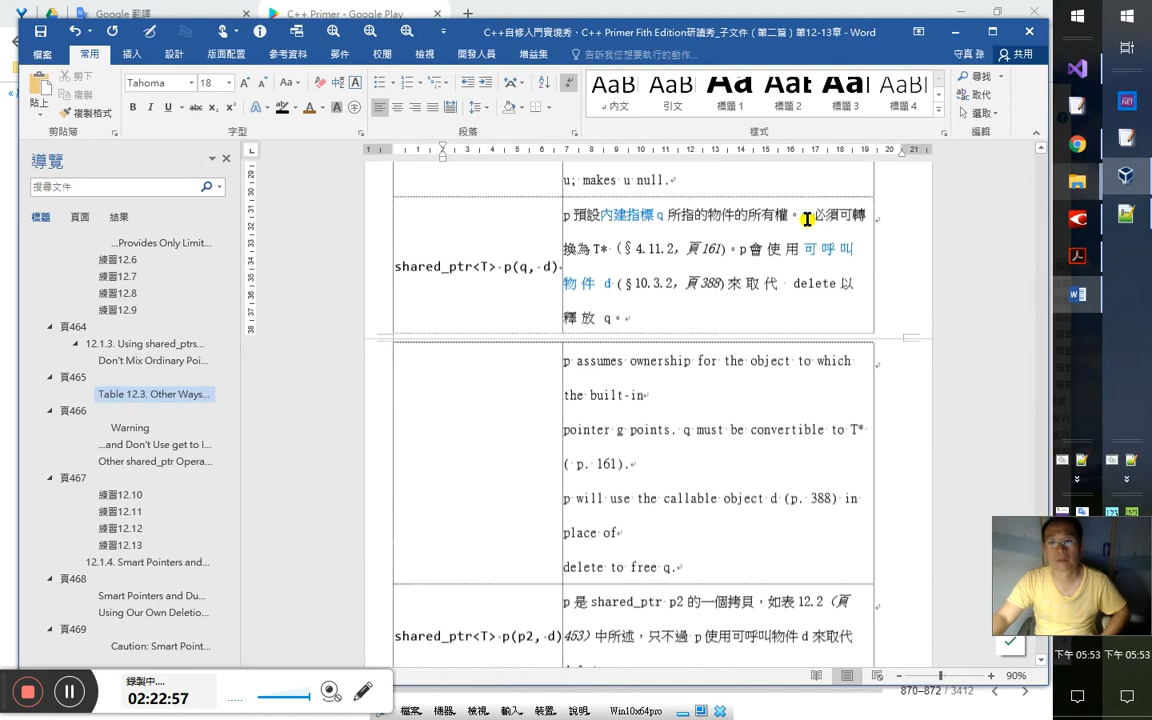 Google 翻譯
C++ Primer - Google Play
C++自修入門實境秀、C++ Primer Fifth Edition研讀秀_子文件（第二篇）第12-13章 - Word
檔案
常用
插入
設計
版面配置
參考資料
郵件
校閱
檢視
開發人員
增益集
告訴我您想要執行的動作...
守真 孫
共用
貼上
剪下
複製
複製格式
剪貼簿
Tahoma
18
字型
段落
AaB
內文
AaB
引文
Aa
標題 1
Aat
標題 2
Aal
標題 3
AaBC
標題 4
樣式
尋找
取代
選取
編輯
導覽
搜尋文件
標題
頁面
結果
...Provides Only Limit...
練習12.6
練習12.7
練習12.8
練習12.9
頁464
12.1.3. Using shared_ptrs...
Don't Mix Ordinary Poi...
頁465
Table 12.3. Other Ways...
頁466
Warning
...and Don't Use get to I...
Other shared_ptr Opera...
頁467
練習12.10
練習12.11
練習12.12
練習12.13
12.1.4. Smart Pointers and...
頁468
Smart Pointers and Du...
Using Our Own Deletio...
頁469
Caution: Smart Point...
u; makes u null.
p 預設內建指標 q 所指的物件的所有權。 必須可轉
換為 T* (§ 4.11.2, 頁161)。p 會使用可呼叫
shared_ptr<T> p(q, d)
物件 d (§10.3.2, 頁388)來取代 delete 以
釋放 q。
p assumes ownership for the object to which
the built-in
pointer q points. q must be convertible to T*
( p. 161).
p will use the callable object d (p. 388) in
place of
delete to free q.
p 是 shared_ptr p2 的一個拷貝，如表 12.2（頁
shared_ptr<T> p(p2, d)
453）中所述，只不過 p 使用可呼叫物件 d 來取代
錄製中....
02:22:57
90%
870–872 / 3412
檔案,
機器,
檢視,
輸入,
裝置,
說明,
Win10x64pro
下午 05:53
下午 05:53